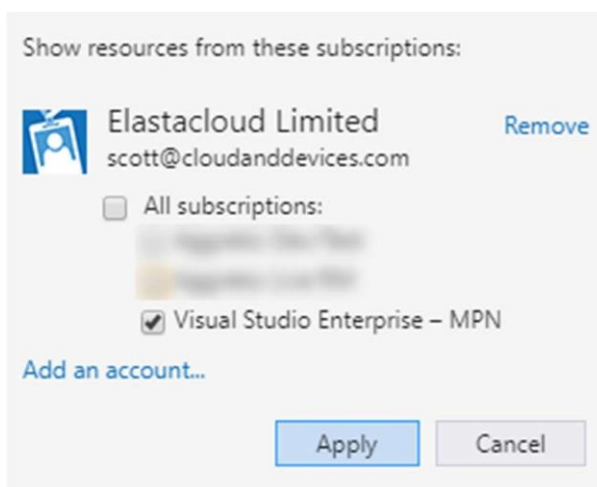 Show resources from these subscriptions:
Elastacloud Limited
Remove
scott@cloudanddevices.com
All subscriptions:
Visual Studio Enterprise – MPN
Add an account...
Apply
Cancel